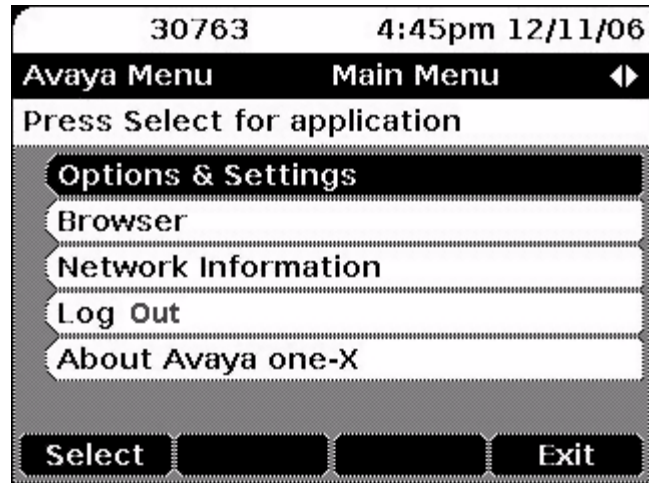 30763 4:45pm 12/11/06
Avaya Menu Main Menu
Press Select for application
Options & Settings
Browser
Network Information
Log Out
About Avaya one-X
Select Exit